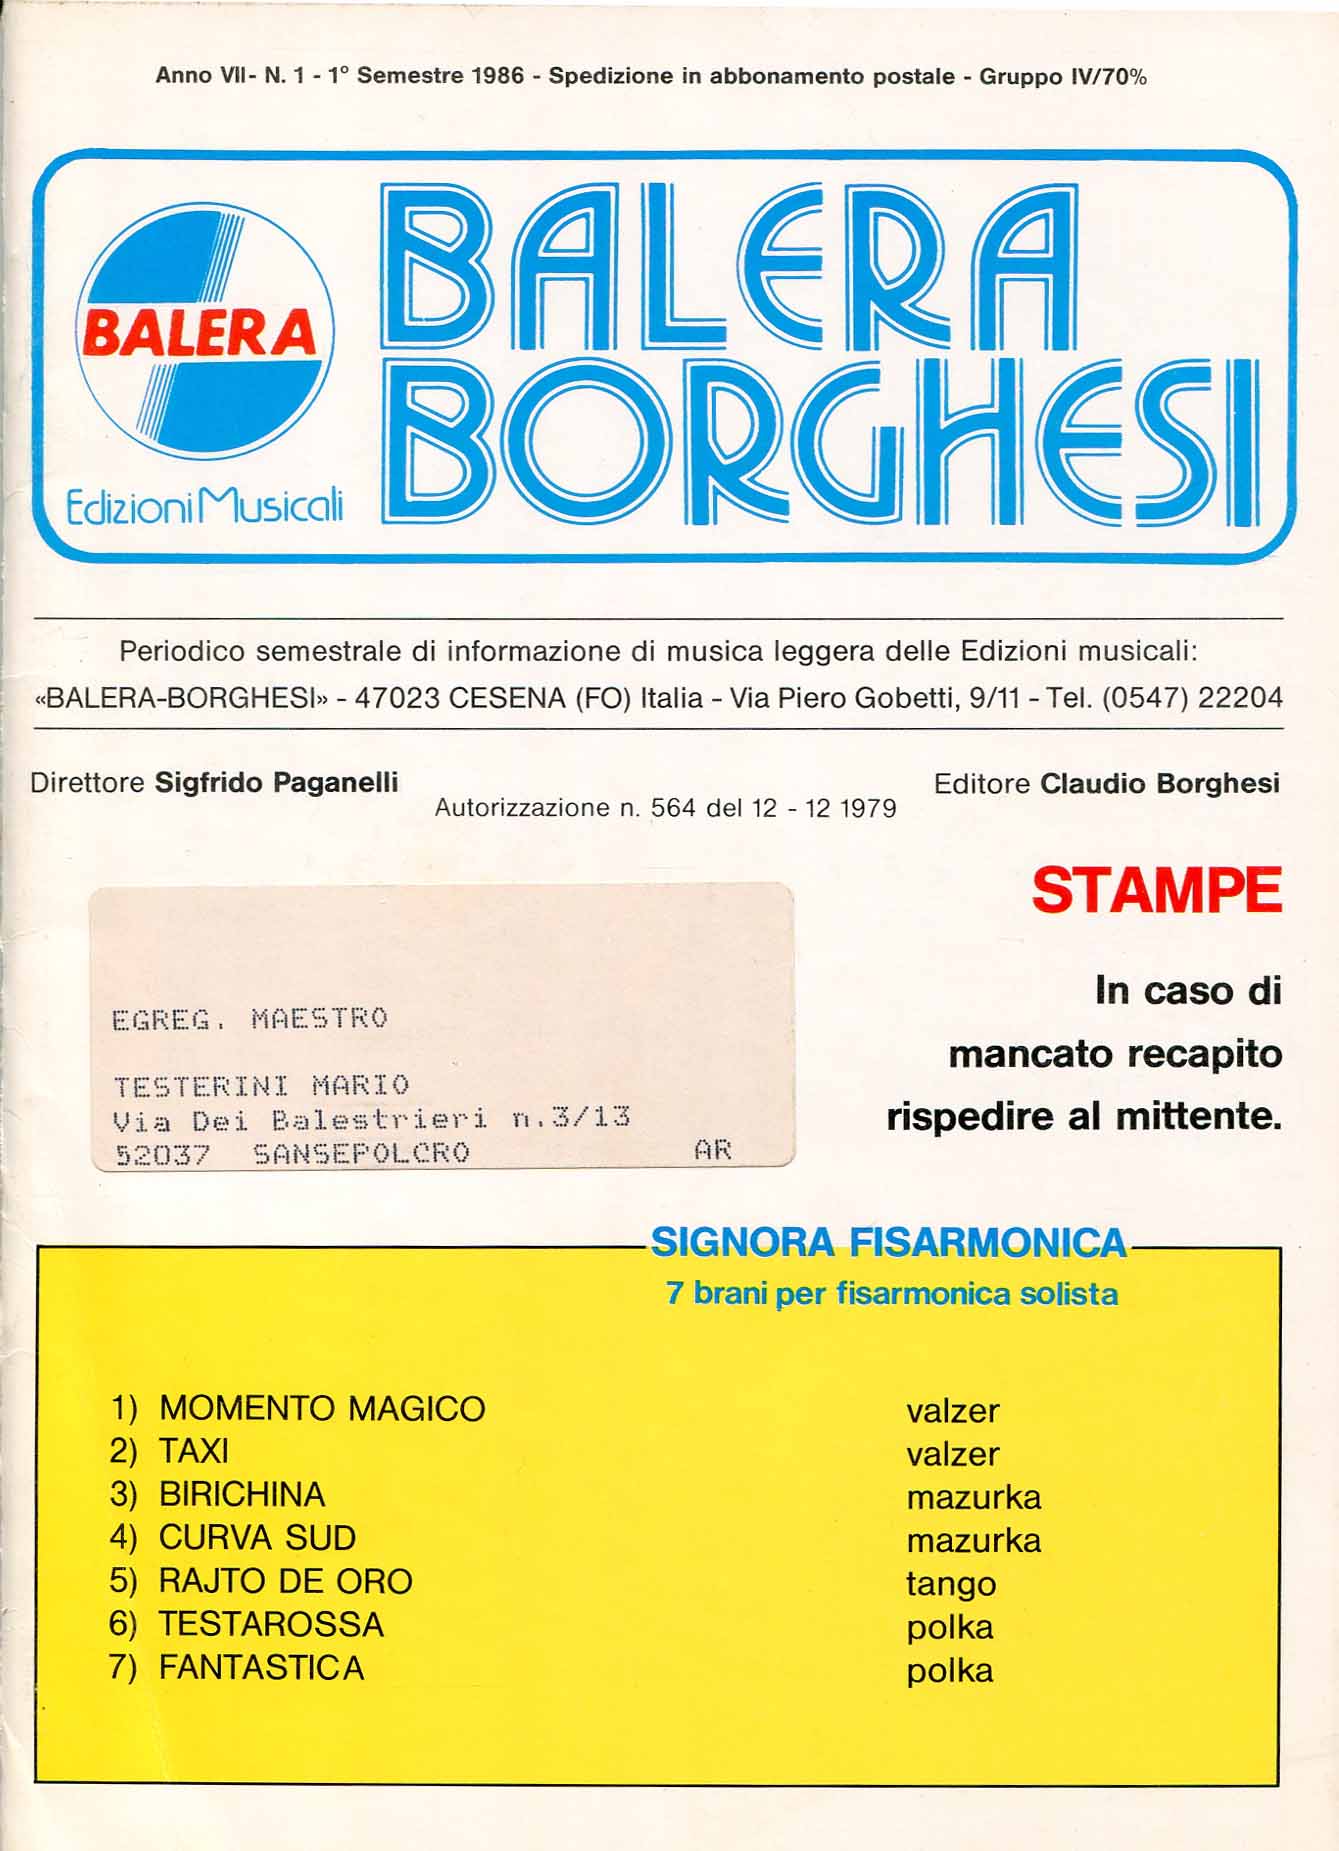 Anno VII - N. 1 - 1° Semestre 1986 - Spedizione in abbonamento postale - Gruppo IV/70%
BALERA
BORGHESI
BALERA
Edizioni Musicali
Periodico semestrale di informazione di musica leggera delle Edizioni musicali:
«BALERA-BORGHESI» - 47023 CESENA (FO) Italia - Via Piero Gobetti, 9/11 - Tel. (0547) 22204
Direttore Sigfrido Paganelli
Editore Claudio Borghesi
Autorizzazione n. 564 del 12 - 12 1979
STAMPE
In caso di
mancato recapito
rispedire al mittente.
EGREG. MAESTRO
TESTERINI MARIO
Via Dei Balestrieri n.3/13
52037 SANSEPOLCRO AR
SIGNORA FISARMONICA
7 brani per fisarmonica solista
1) MOMENTO MAGICO valzer
2) TAXI valzer
3) BIRICHINA mazurka
4) CURVA SUD mazurka
5) RAJTO DE ORO tango
6) TESTAROSSA polka
7) FANTASTICA polka